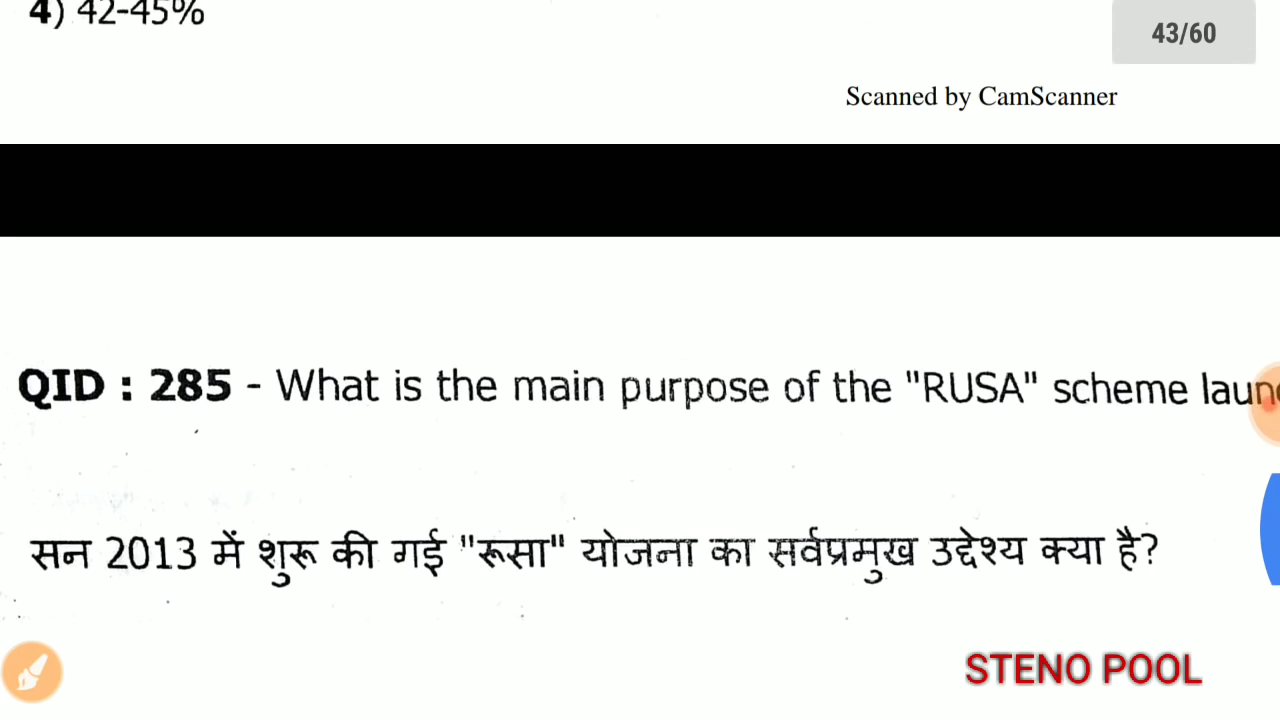 4) 42-45%
43/60
Scanned by CamScanner
QID : 285 - What is the main purpose of the "RUSA" scheme
सन 2013 में शुरू की गई "रूसा" योजना का सर्वप्रमुख उद्देश्य क्या है?
STENO POOL